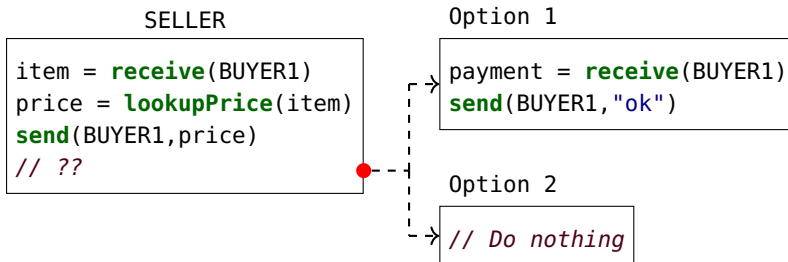 SELLER
item = receive(BUYER1)
price = lookupPrice(item)
send(BUYER1,price)
// ??
Option 1
payment = receive(BUYER1)
send(BUYER1,"ok")
Option 2
// Do nothing